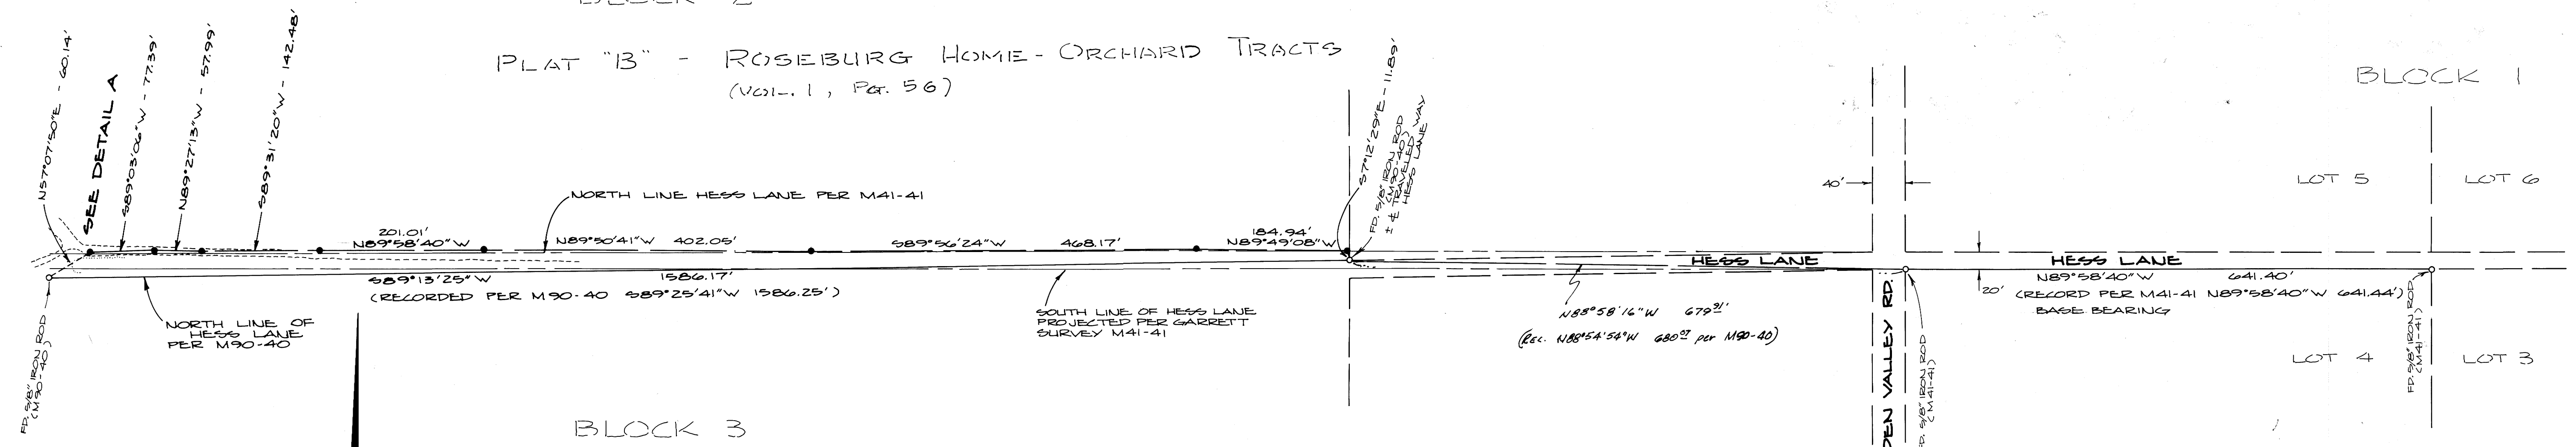 PLAT "B" - ROSEBURG HOME-ORCHARD TRACTS
(VOL. 1, PG. 56)
BLOCK 1
N57°07'50"E - 60.14'
SEE DETAIL A
S89°03'06"W - 77.39'
N89°27'13"W - 57.99'
S89°31'20"W - 142.48'
NORTH LINE HESS LANE PER M41-41
201.01'
N89°58'40"W
N89°50'41"W 402.05'
S89°56'24"W 468.17'
184.94'
N89°49'08"W
S7°12'29"E - 11.89'
FD. 5/8" IRON ROD
(M90-40)
± ℄ TRAVELED WAY
HESS LANE
40'
LOT 5
LOT 6
HESS LANE
HESS LANE
S89°13'25"W 1586.17'
(RECORDED PER M90-40 S89°25'41"W 1586.25')
NORTH LINE OF
HESS LANE
PER M90-40
SOUTH LINE OF HESS LANE
PROJECTED PER GARRETT
SURVEY M41-41
N88°58'16"W 679.21'
(REC. N88°54'54"W 680.07 per M90-40)
20'
N89°58'40"W 641.40'
(RECORD PER M41-41 N89°58'40"W 641.44')
BASE BEARING
FD. 5/8" IRON ROD
(M90-40)
DEN VALLEY RD.
FD. 5/8" IRON ROD
(M41-41)
FD. 5/8" IRON ROD
(M41-41)
LOT 4
LOT 3
BLOCK 3